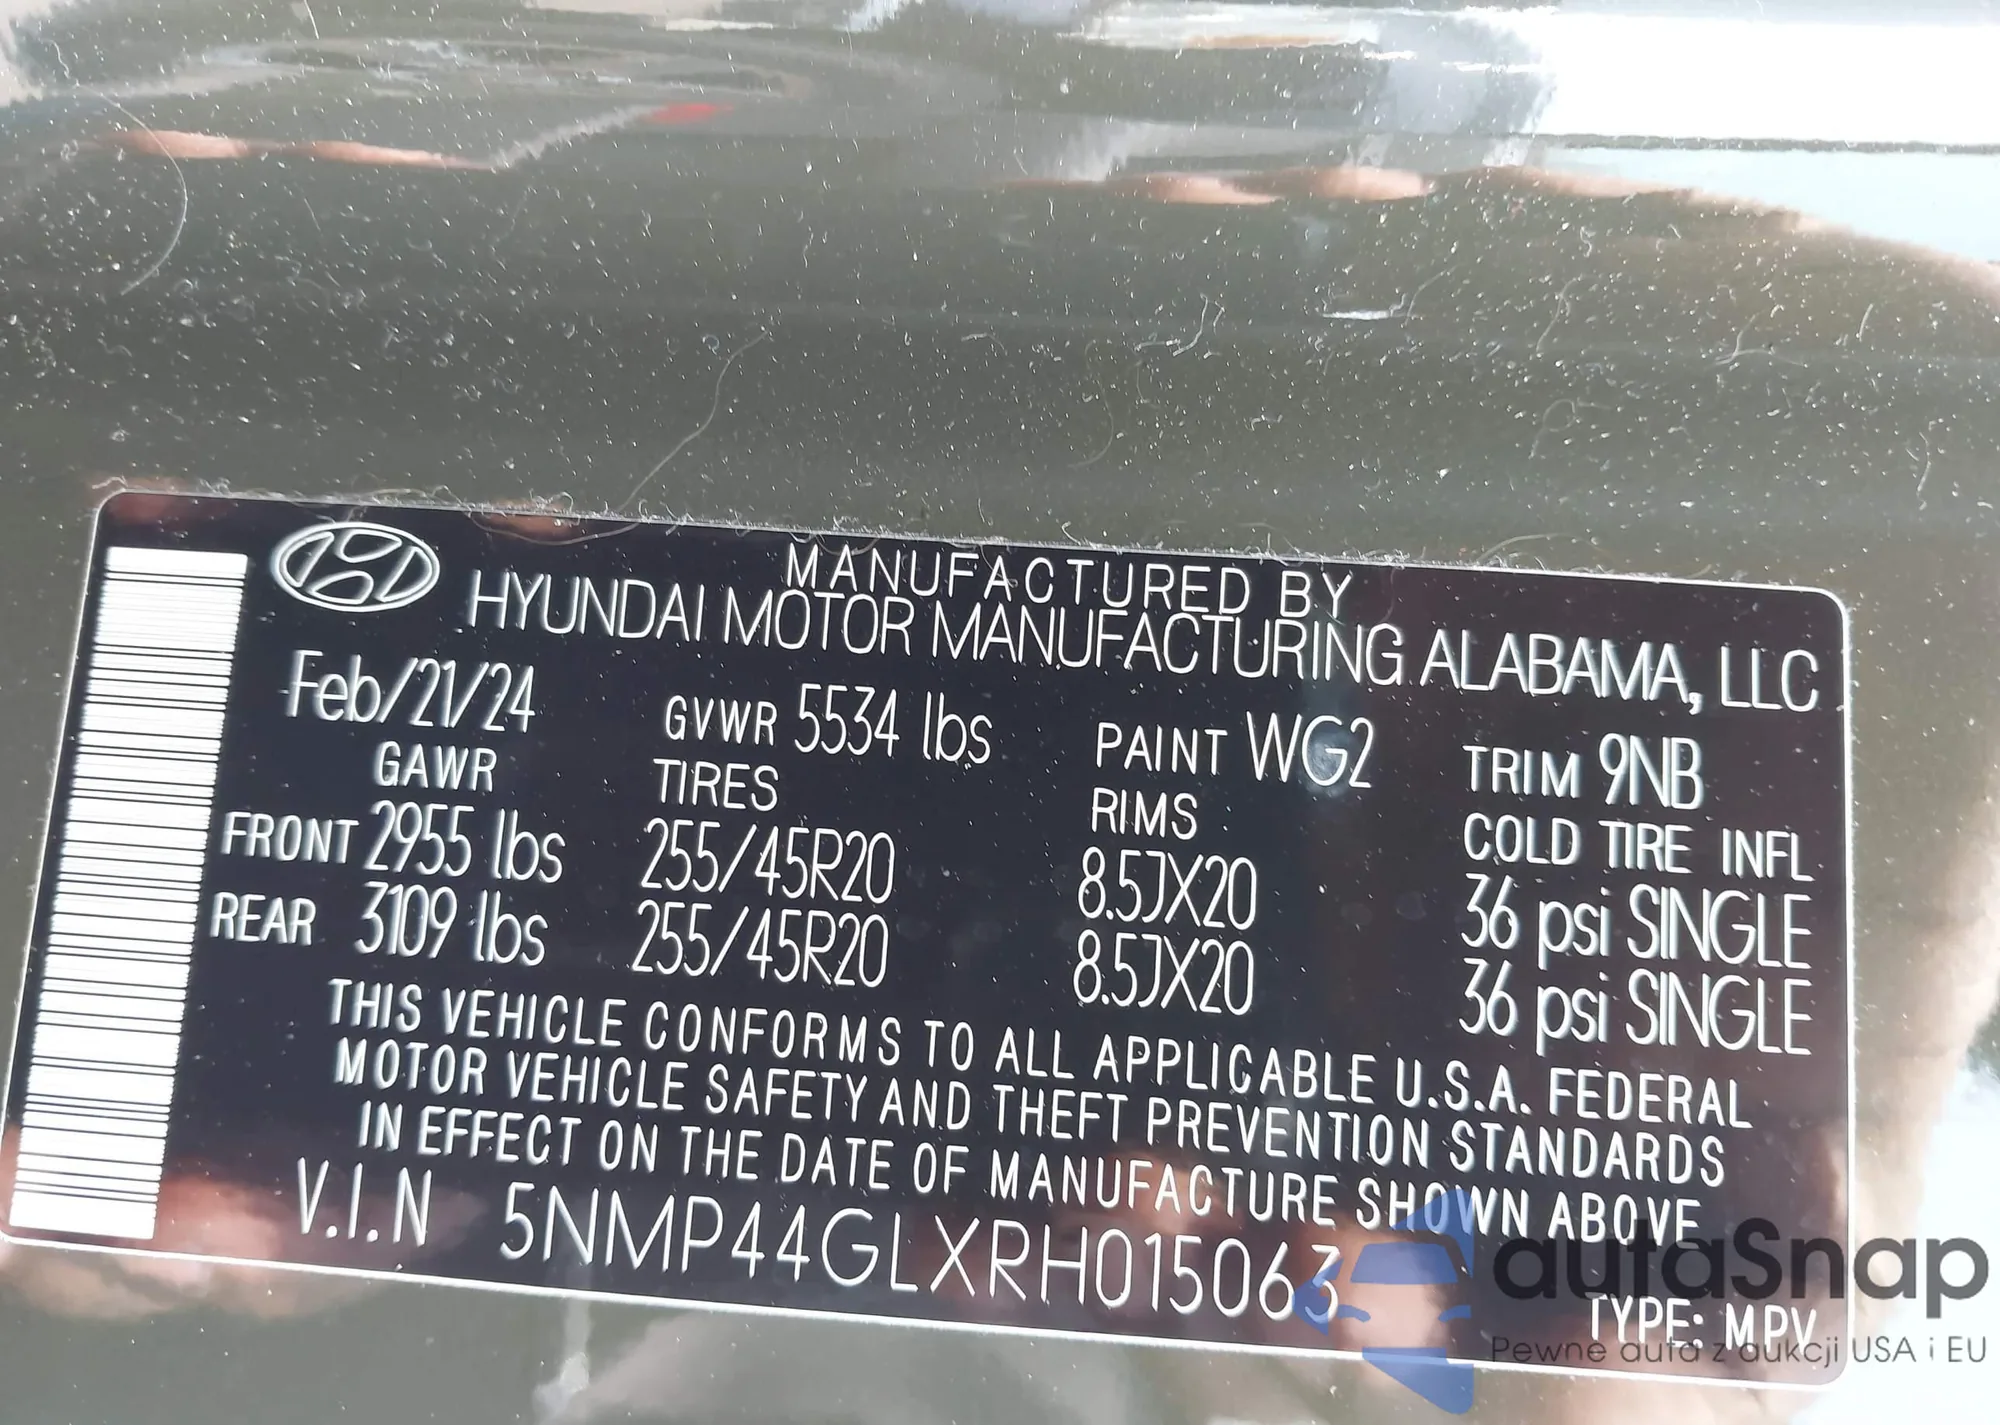 MANUFACTURED BY
HYUNDAI MOTOR MANUFACTURING ALABAMA, LLC
Feb/21/24 GVWR 5534 lbs PAINT WG2 TRIM 9NB
GAWR TIRES RIMS COLD TIRE INFL
FRONT 2955 lbs 255/45R20 8.5JX20 36 psi SINGLE
REAR 3109 lbs 255/45R20 8.5JX20 36 psi SINGLE
THIS VEHICLE CONFORMS TO ALL APPLICABLE U.S.A. FEDERAL
MOTOR VEHICLE SAFETY AND THEFT PREVENTION STANDARDS
IN EFFECT ON THE DATE OF MANUFACTURE SHOWN ABOVE
V.I.N 5NMP44GLXRH015063
TYPE: MPV
autaSnap
Pewne auta z aukcji USA i EU